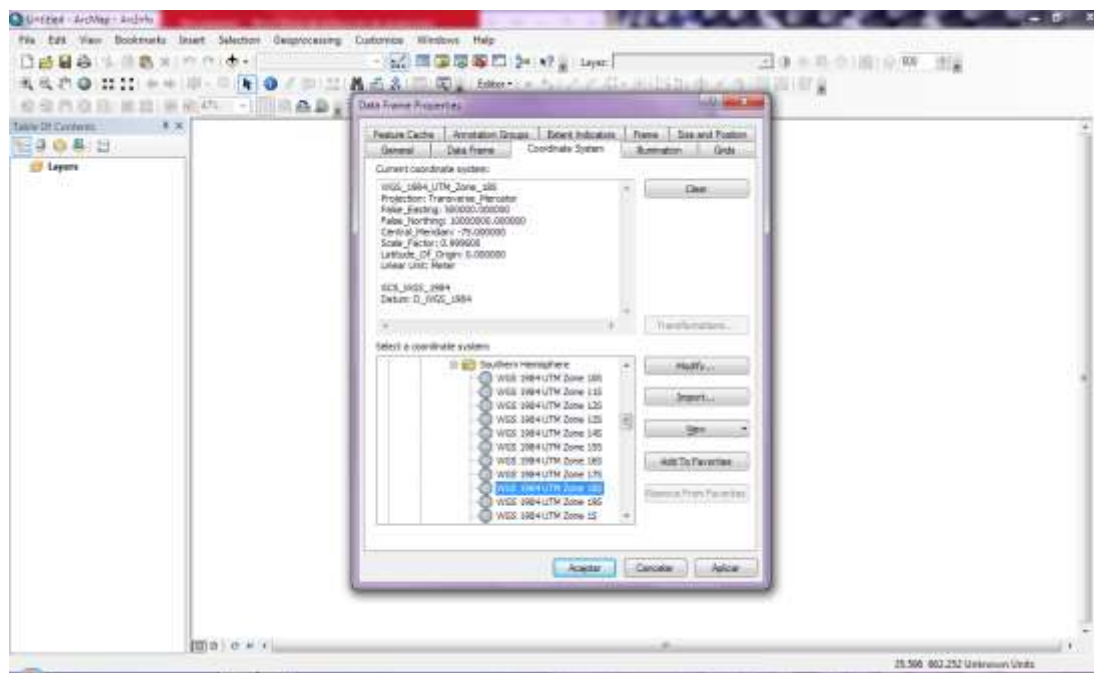 Untitled - ArcMap - ArcInfo
File Edit View Bookmarks Insert Selection Geoprocessing Customize Windows Help
Layer:
Editor
Table Of Contents
Layers
Data Frame Properties
Feature Cache Annotation Groups Extent Indicators Frame Size and Position
General Data Frame Coordinate System Illumination Grids
Current coordinate system:
WGS_1984_UTM_Zone_18S
Projection: Transverse_Mercator
False_Easting: 500000.000000
False_Northing: 10000000.000000
Central_Meridian: -75.000000
Scale_Factor: 0.999600
Latitude_Of_Origin: 0.000000
Linear Unit: Meter
GCS_WGS_1984
Datum: D_WGS_1984
Clear
Transformations...
Select a coordinate system:
Southern Hemisphere
WGS 1984 UTM Zone 10S
WGS 1984 UTM Zone 11S
WGS 1984 UTM Zone 12S
WGS 1984 UTM Zone 13S
WGS 1984 UTM Zone 14S
WGS 1984 UTM Zone 15S
WGS 1984 UTM Zone 16S
WGS 1984 UTM Zone 17S
WGS 1984 UTM Zone 18S
WGS 1984 UTM Zone 19S
WGS 1984 UTM Zone 1S
Modify...
Import...
New
Add To Favorites
Remove From Favorites
Aceptar Cancelar Aplicar
Unknown Units